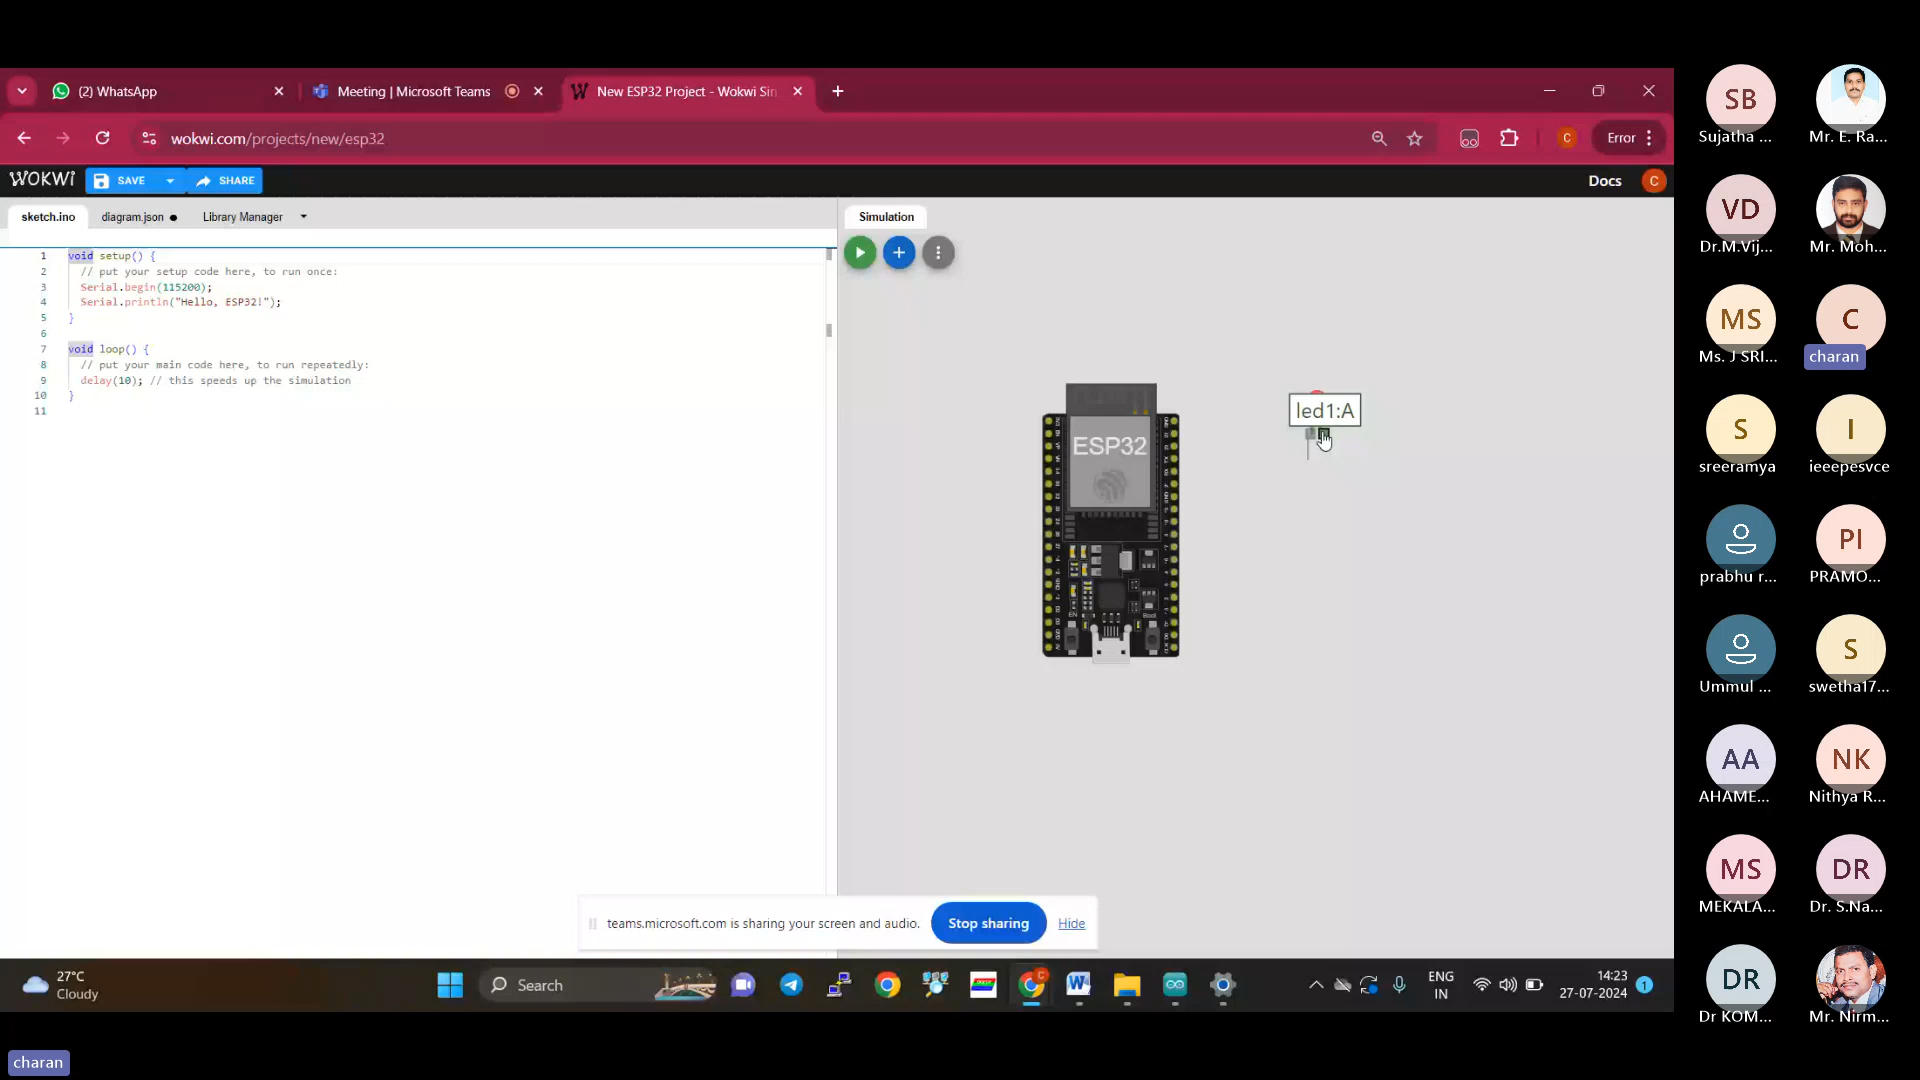 (2) WhatsApp
Meeting | Microsoft Teams
New ESP32 Project - Wokwi Sim
wokwi.com/projects/new/esp32
C
Error
WOKWi
SAVE
SHARE
Docs
C
sketch.ino
diagram.json
Library Manager
Simulation
1 void setup() {
2 // put your setup code here, to run once:
3 Serial.begin(115200);
4 Serial.println("Hello, ESP32!");
5 }
6
7 void loop() {
8 // put your main code here, to run repeatedly:
9 delay(10); // this speeds up the simulation
10 }
11
led1:A
ESP32
EN
Boot
teams.microsoft.com is sharing your screen and audio.
Stop sharing
Hide
27°C
Cloudy
Search
C
ENG
IN
14:23
27-07-2024
1
charan
SB
Sujatha ...
Mr. E. Ra...
VD
Dr.M.Vij...
Mr. Moh...
MS
Ms. J SRI...
C
charan
S
sreeramya
I
ieeepesvce
prabhu r...
PI
PRAMO...
Ummul ...
S
swetha17...
AA
AHAME...
NK
Nithya R...
MS
MEKALA...
DR
Dr. S.Na...
DR
Dr KOM...
Mr. Nirm...